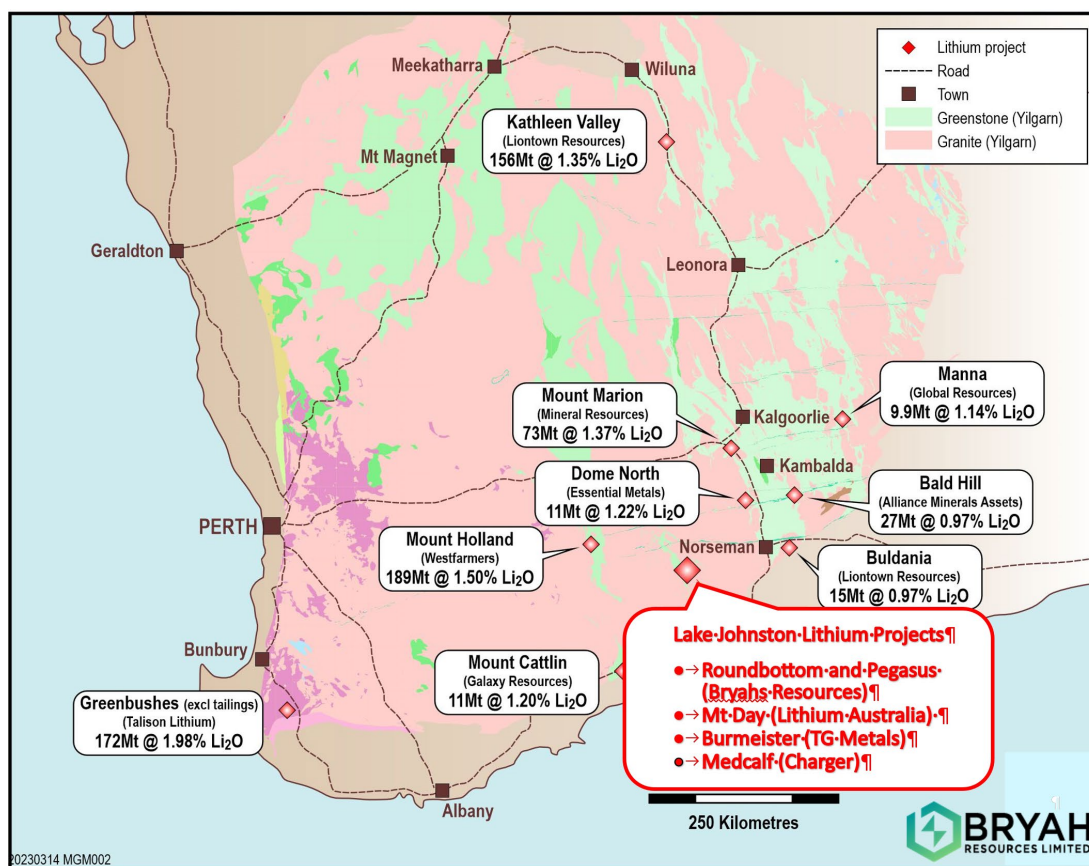 Meekatharra
Wiluna
Lithium project
Road
Town
Greenstone (Yilgarn)
Granite (Yilgarn)
Kathleen Valley
(Liontown Resources)
156Mt @ 1.35% Li₂O
Mt Magnet
Geraldton
Leonora
Manna
(Global Resources)
9.9Mt @ 1.14% Li₂O
Mount Marion
(Mineral Resources)
73Mt @ 1.37% Li₂O
Kalgoorlie
Kambalda
Dome North
(Essential Metals)
11Mt @ 1.22% Li₂O
Bald Hill
(Alliance Minerals Assets)
27Mt @ 0.97% Li₂O
PERTH
Mount Holland
(Westfarmers)
189Mt @ 1.50% Li₂O
Norseman
Buldania
(Liontown Resources)
15Mt @ 0.97% Li₂O
Lake·Johnston·Lithium·Projects¶
●→Roundbottom·and·Pegasus·
(Bryahs·Resources)¶
●→Mt·Day·(Lithium·Australia)·¶
●→Burmeister·(TG·Metals)¶
●→Medcalf·(Charger)¶
Bunbury
Mount Cattlin
(Galaxy Resources)
11Mt @ 1.20% Li₂O
Greenbushes (excl tailings)
(Talison Lithium)
172Mt @ 1.98% Li₂O
Albany
250 Kilometres
¶
BRYAH
RESOURCES LIMITED
20230314 MGM002